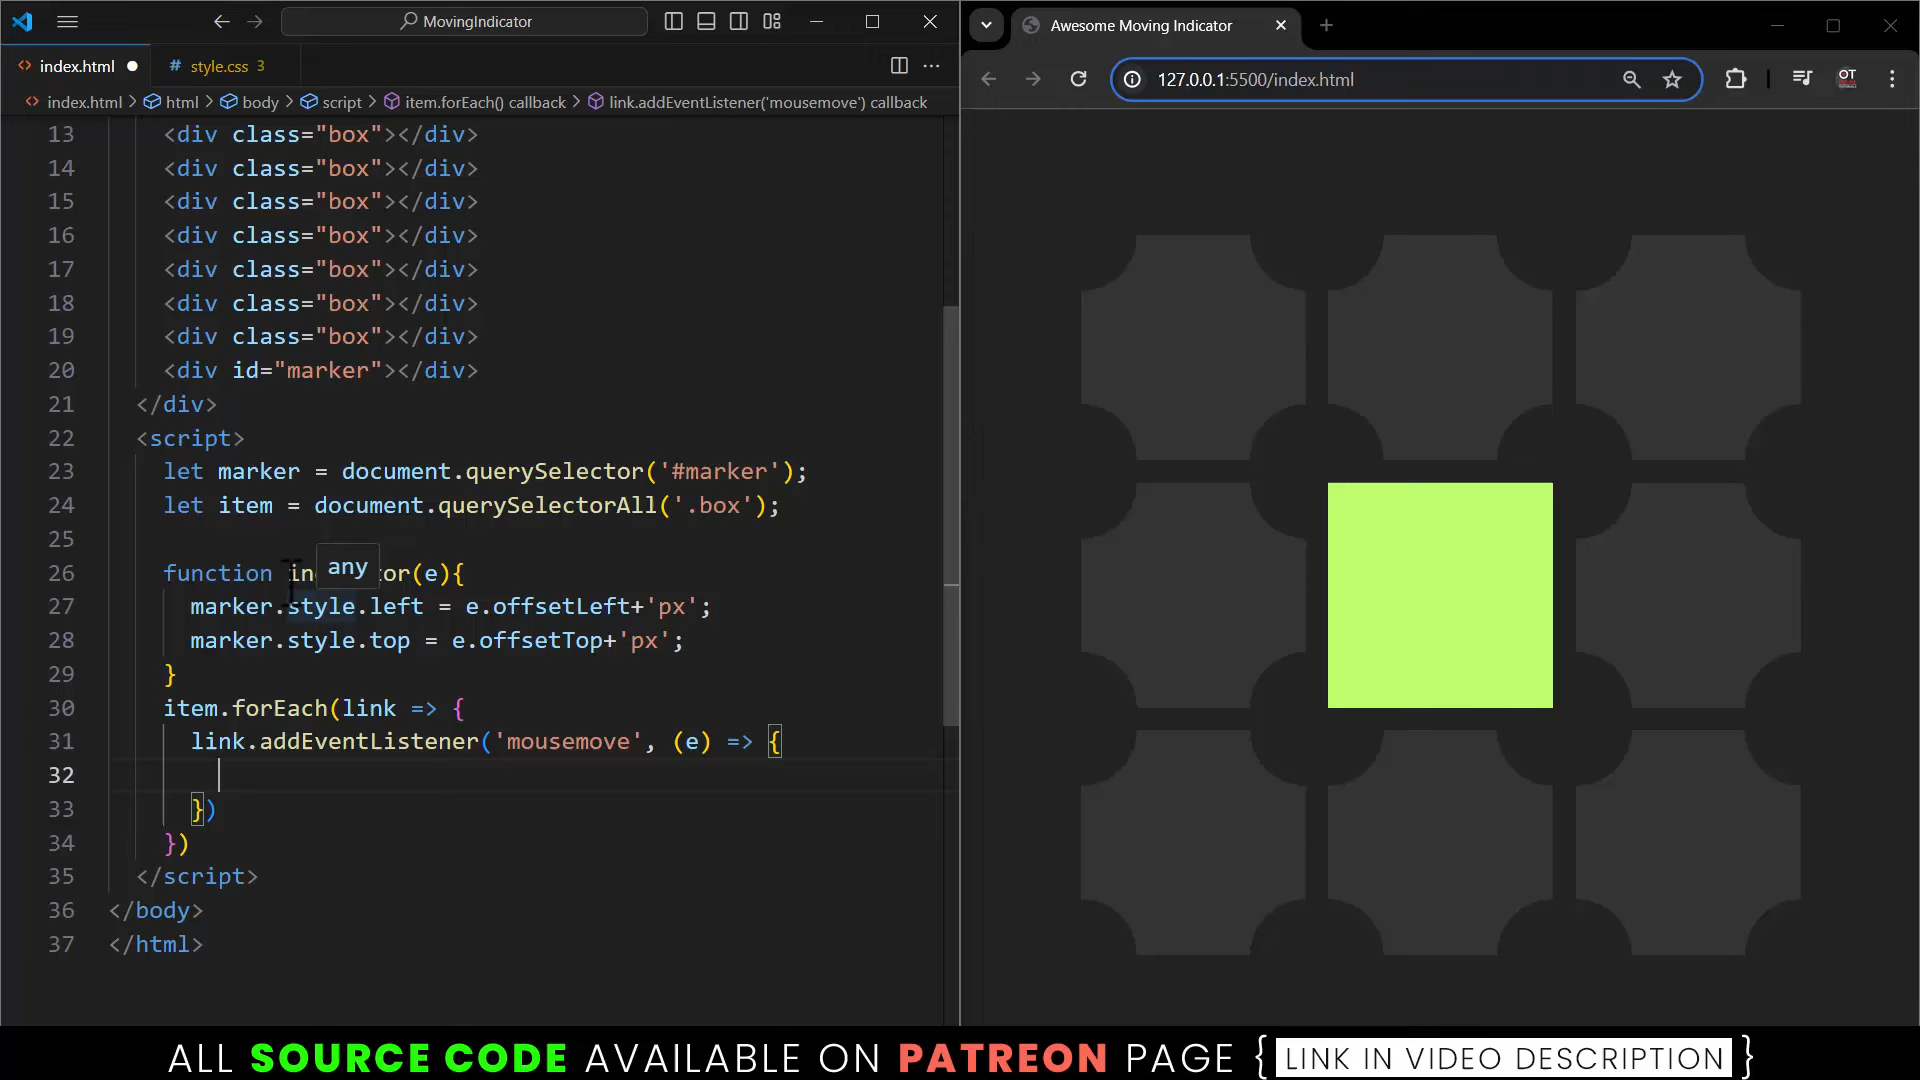 MovingIndicator
index.html
# style.css 3
index.html > html > body > script > item.forEach() callback > link.addEventListener('mousemove') callback
13 <div class="box"></div>
14 <div class="box"></div>
15 <div class="box"></div>
16 <div class="box"></div>
17 <div class="box"></div>
18 <div class="box"></div>
19 <div class="box"></div>
20 <div id="marker"></div>
21 </div>
22 <script>
23 let marker = document.querySelector('#marker');
24 let item = document.querySelectorAll('.box');
25
any
26 function in tor(e){
27 marker.style.left = e.offsetLeft+'px';
28 marker.style.top = e.offsetTop+'px';
29 }
30 item.forEach(link => {
31 link.addEventListener('mousemove', (e) => {
32
33 })
34 })
35 </script>
36 </body>
37 </html>
Awesome Moving Indicator
127.0.0.1:5500/index.html
OT
ALL SOURCE CODE AVAILABLE ON PATREON PAGE { LINK IN VIDEO DESCRIPTION }